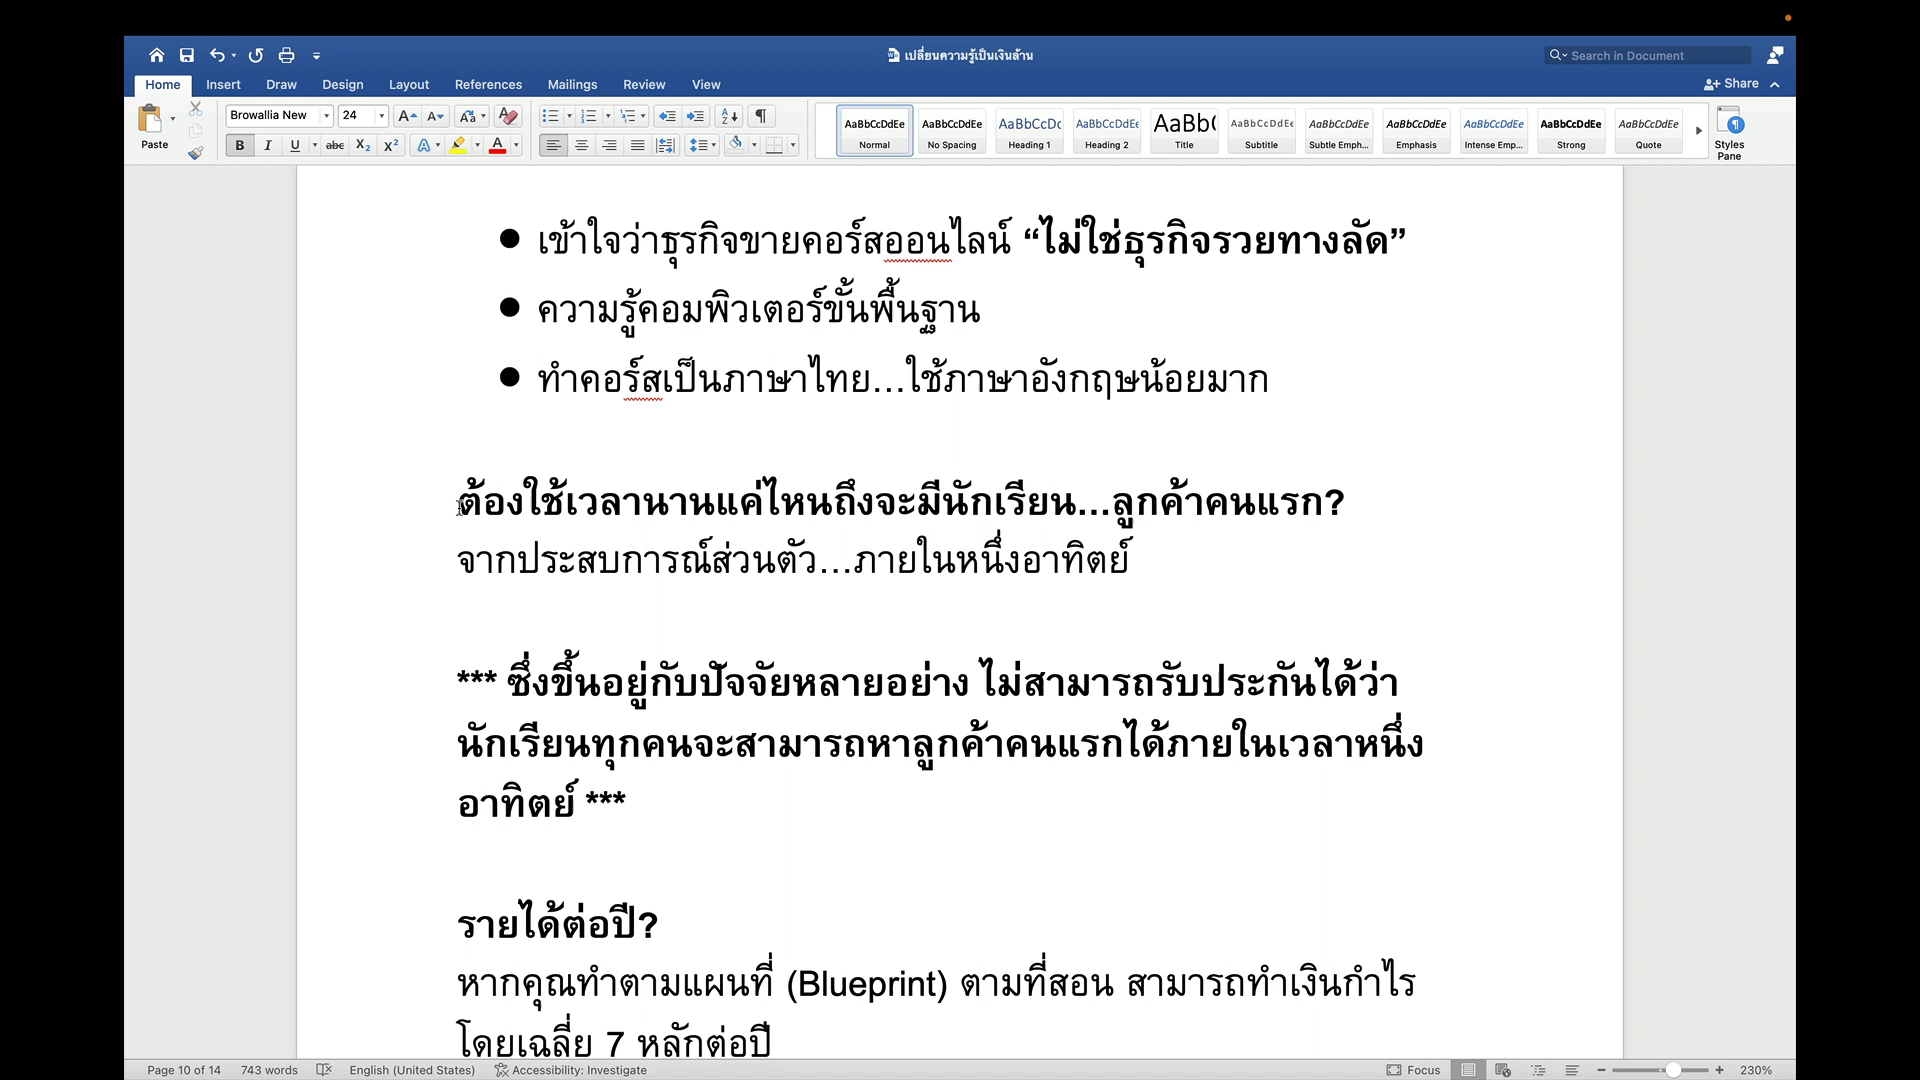 เปลี่ยนความรู้เป็นเงินล้าน
Search in Document
Home Insert Draw Design Layout References Mailings Review View
Share
Paste
Browallia New 24
AaBbCcDdEe AaBbCcDdEe AaBbCcDc AaBbCcDdEe AaBb( AaBbCcDdEe AaBbCcDdEe AaBbCcDdEe AaBbCcDdEe AaBbCcDdEe AaBbCcDdEe
Normal No Spacing Heading 1 Heading 2 Title Subtitle Subtle Emph... Emphasis Intense Emp... Strong Quote
Styles Pane
● เข้าใจว่าธุรกิจขายคอร์สออนไลน์ “ไม่ใช่ธุรกิจรวยทางลัด”
● ความรู้คอมพิวเตอร์ขั้นพื้นฐาน
● ทำคอร์สเป็นภาษาไทย…ใช้ภาษาอังกฤษน้อยมาก
ต้องใช้เวลานานแค่ไหนถึงจะมีนักเรียน…ลูกค้าคนแรก?
จากประสบการณ์ส่วนตัว…ภายในหนึ่งอาทิตย์
*** ซึ่งขึ้นอยู่กับปัจจัยหลายอย่าง ไม่สามารถรับประกันได้ว่า
นักเรียนทุกคนจะสามารถหาลูกค้าคนแรกได้ภายในเวลาหนึ่ง
อาทิตย์ ***
รายได้ต่อปี?
หากคุณทำตามแผนที่ (Blueprint) ตามที่สอน สามารถทำเงินกำไร
โดยเฉลี่ย 7 หลักต่อปี
Page 10 of 14 743 words English (United States) Accessibility: Investigate Focus 230%